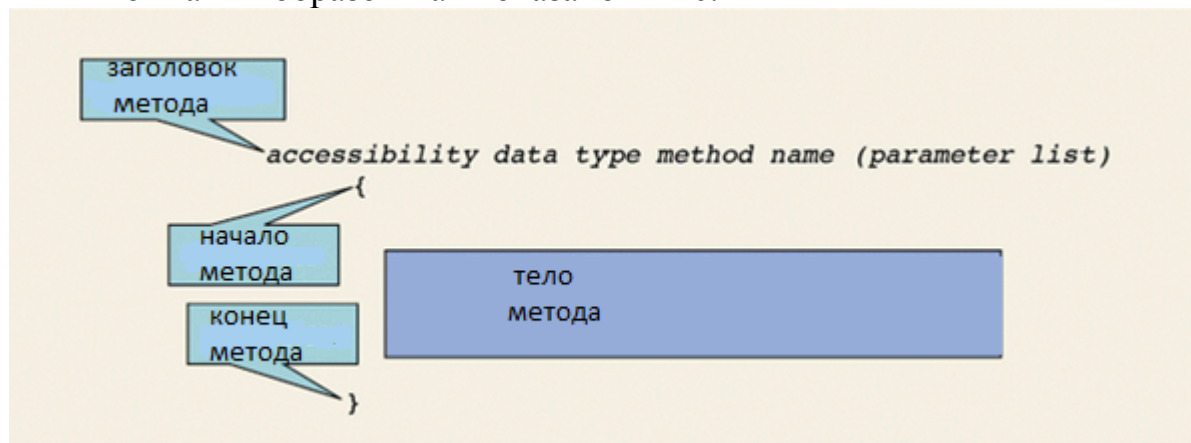 заголовок
метода
accessibility data type method name (parameter list)
{
начало
метода
тело
метода
конец
метода
}